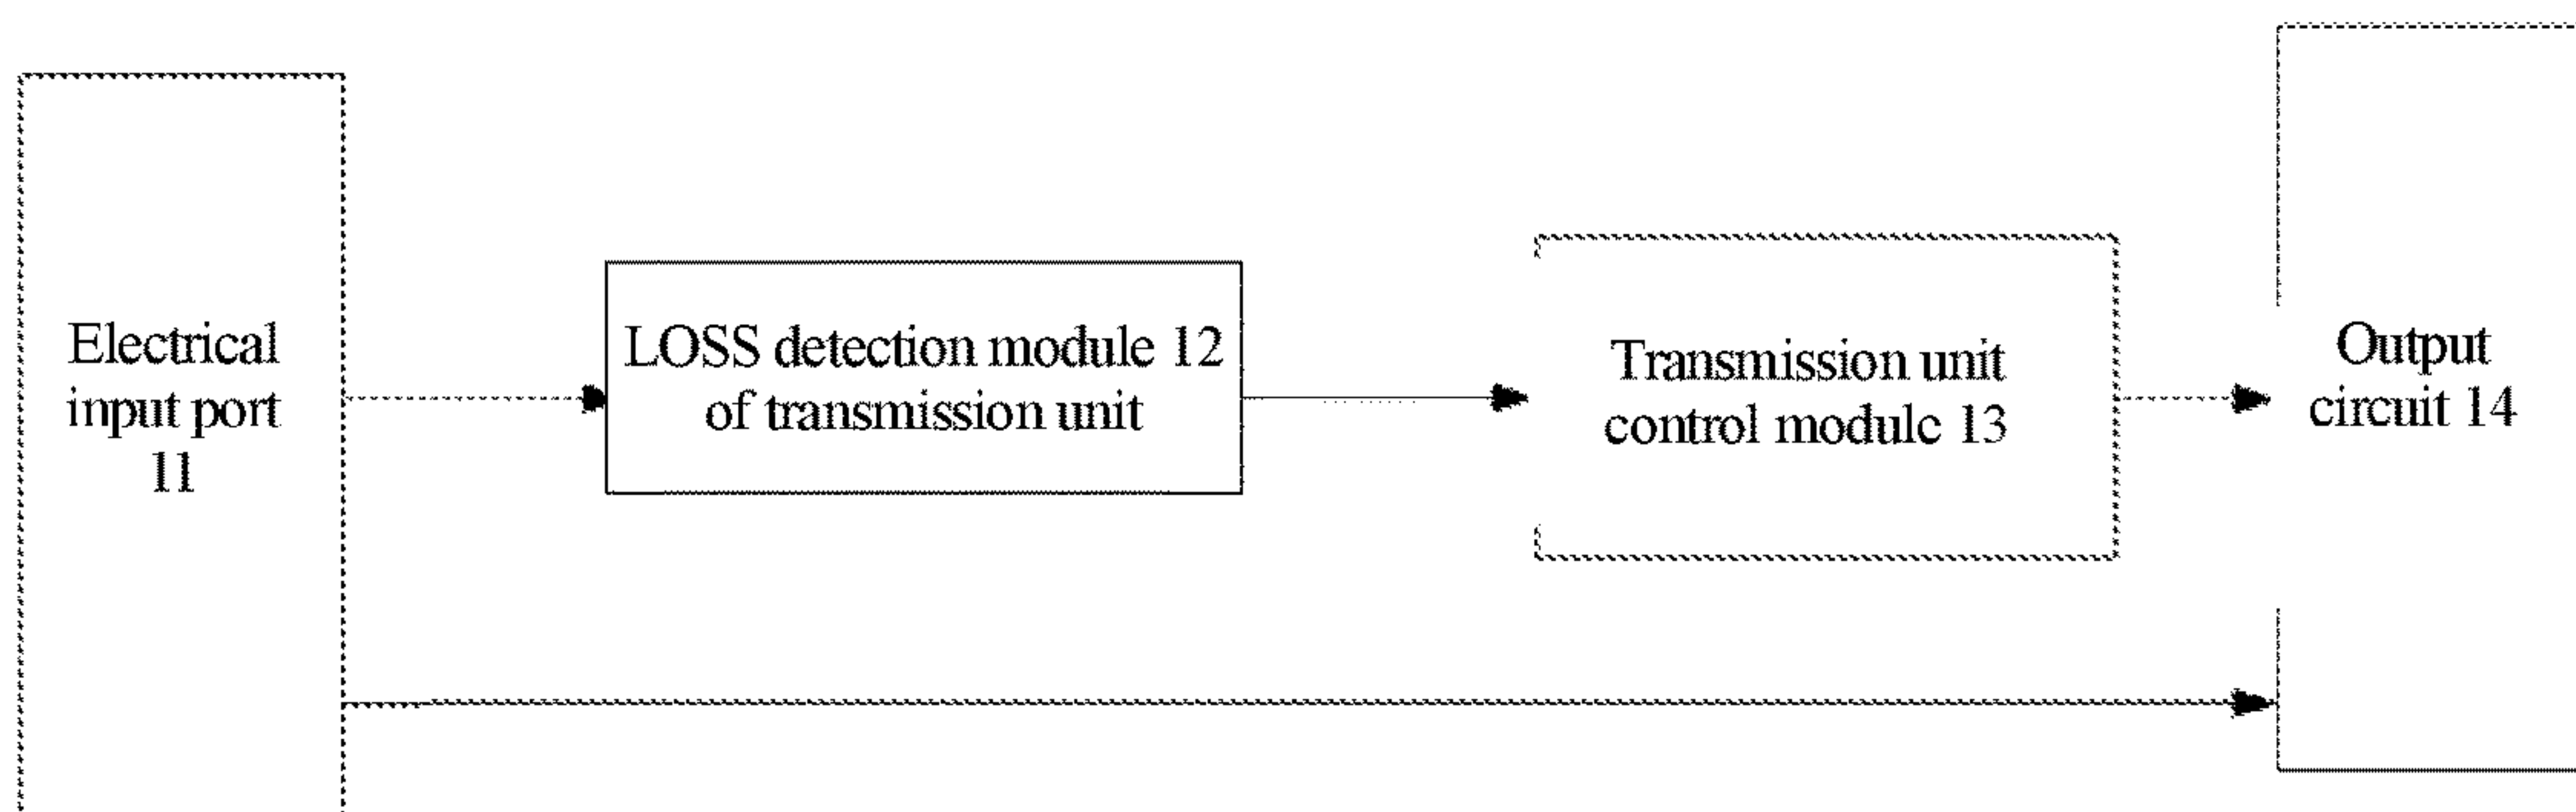 Electrical
input port
11
LOSS detection module 12
of transmission unit
Transmission unit
control module 13
Output
circuit 14